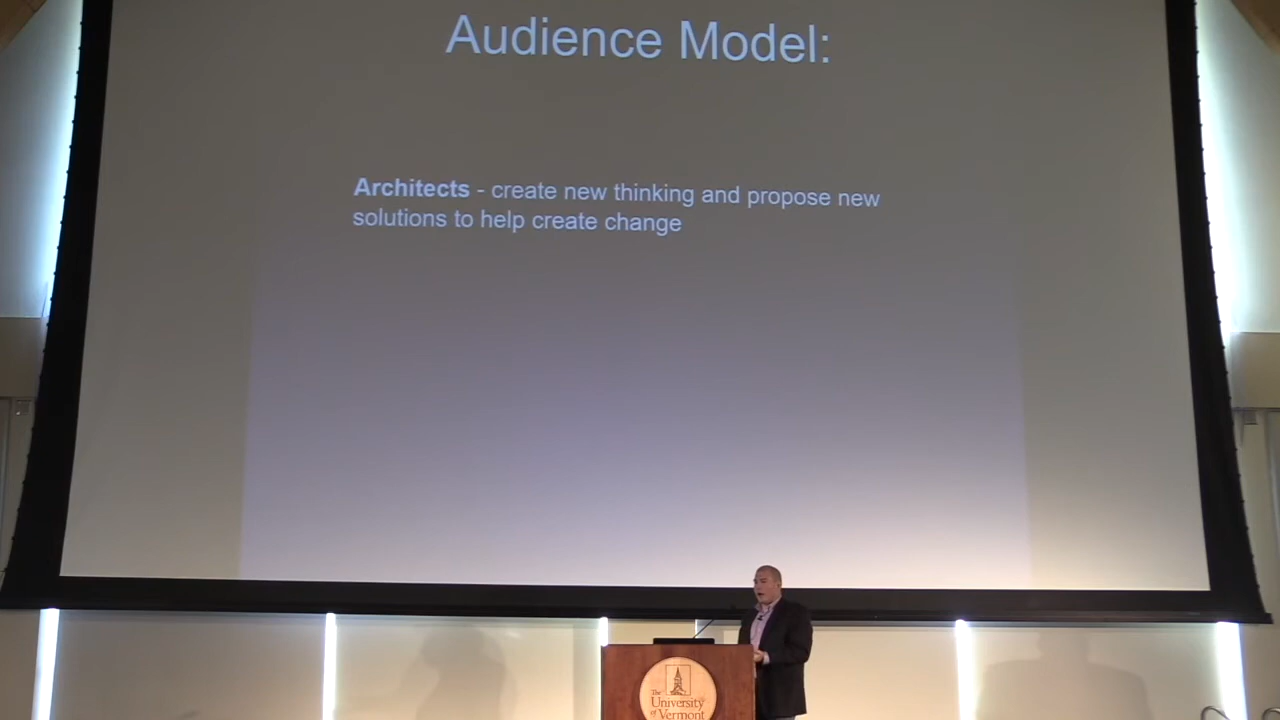 Audience Model:
Architects - create new thinking and propose new
solutions to help create change
The
University
of Vermont